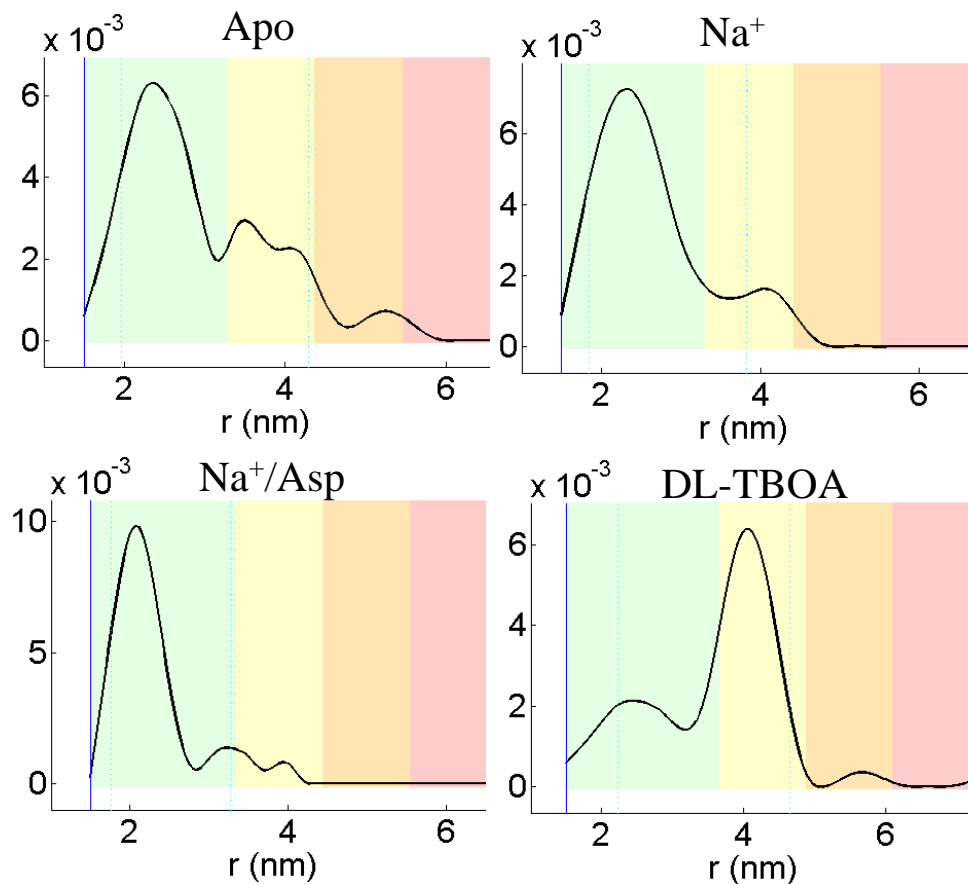 Apo
x 10⁻³
6
4
2
0
2 4 6
r (nm)
Na⁺
x 10⁻³
6
4
2
0
2 4 6
r (nm)
Na⁺/Asp
x 10⁻³
10
5
0
2 4 6
r (nm)
DL-TBOA
x 10⁻³
6
4
2
0
2 4 6
r (nm)